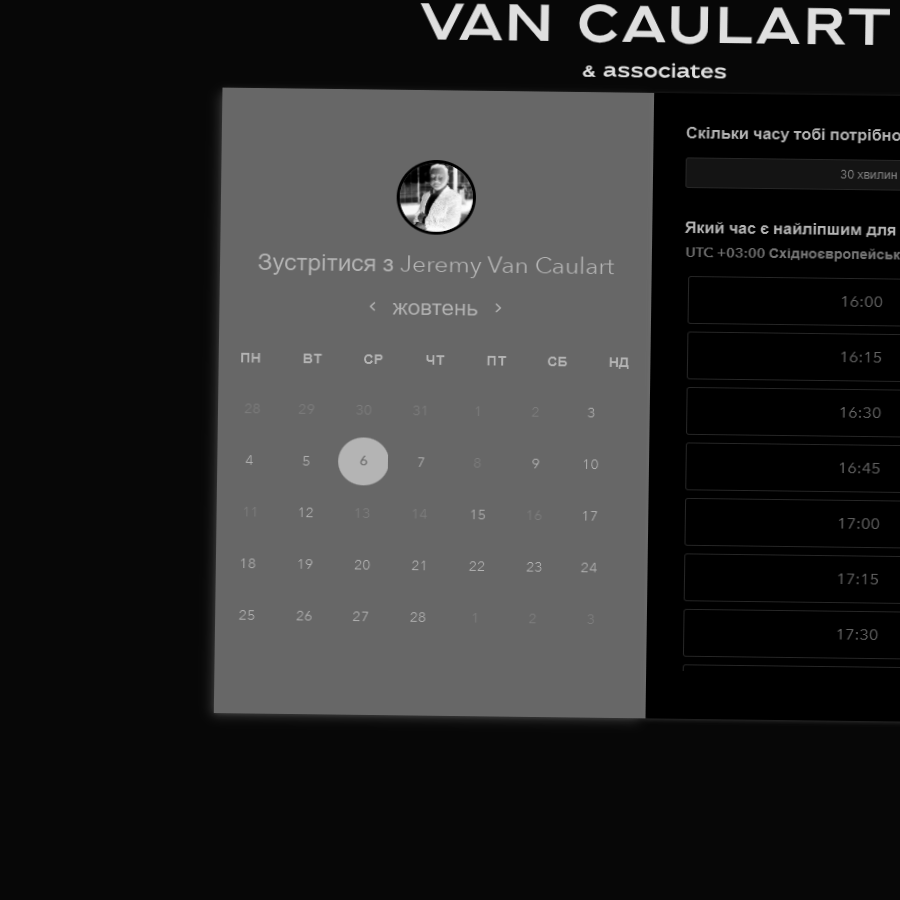 VAN CAULART
& associates
Зустрітися з Jeremy Van Caulart
< жовтень >
ПН ВТ СР ЧТ ПТ СБ НД
28 29 30 31 1 2 3
4 5 6 7 8 9 10
11 12 13 14 15 16 17
18 19 20 21 22 23 24
25 26 27 28 1 2 3
Скільки часу тобі потрібно
30 хвилин
Який час є найліпшим для
UTC +03:00 Східноєвропейськ
16:00
16:15
16:30
16:45
17:00
17:15
17:30